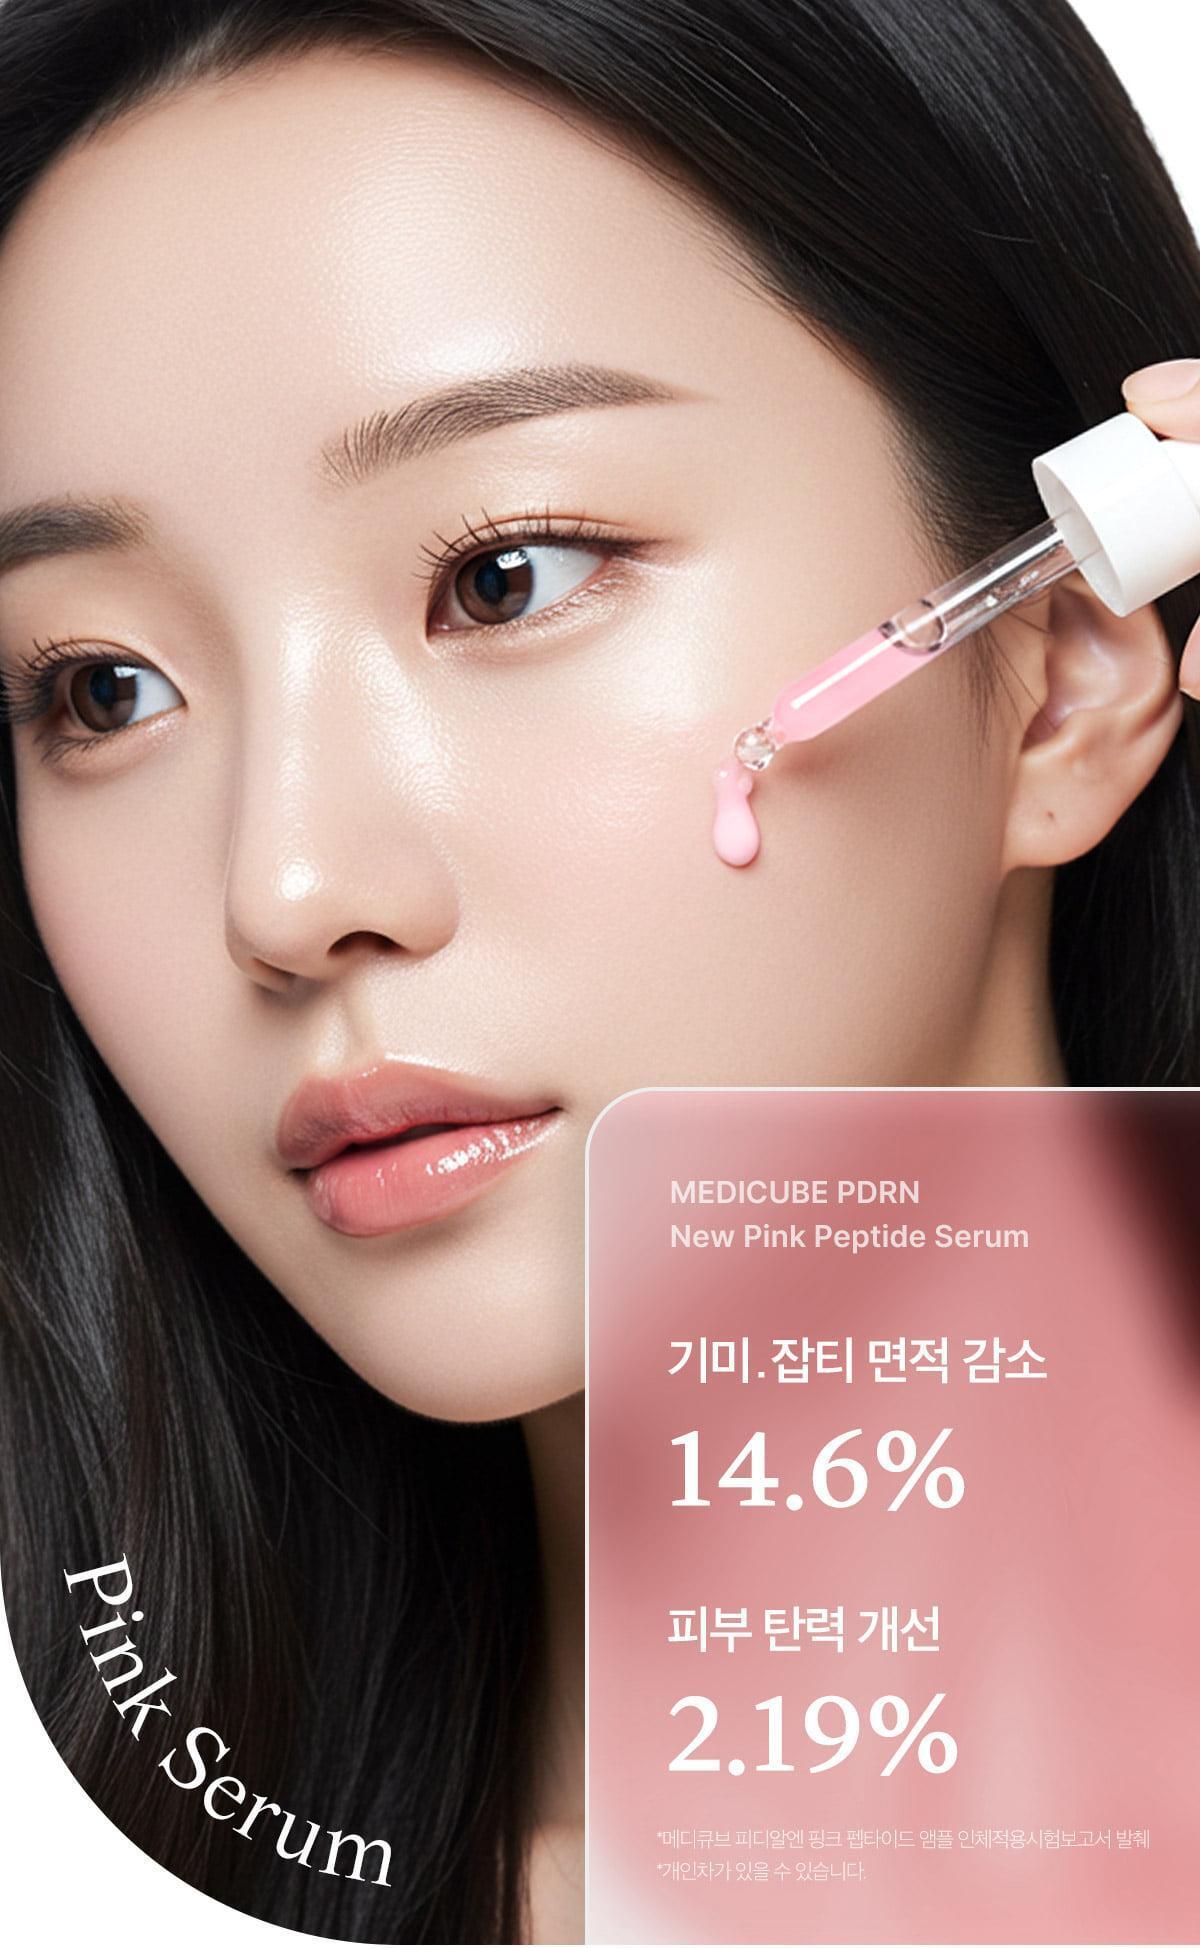 MEDICUBE PDRN
New Pink Peptide Serum
기미.잡티 면적 감소
14.6%
피부 탄력 개선
2.19%
*메디큐브 피디알엔 핑크 펩타이드 앰플 인체적용시험보고서 발췌
*개인차가 있을 수 있습니다.
Pink Serum